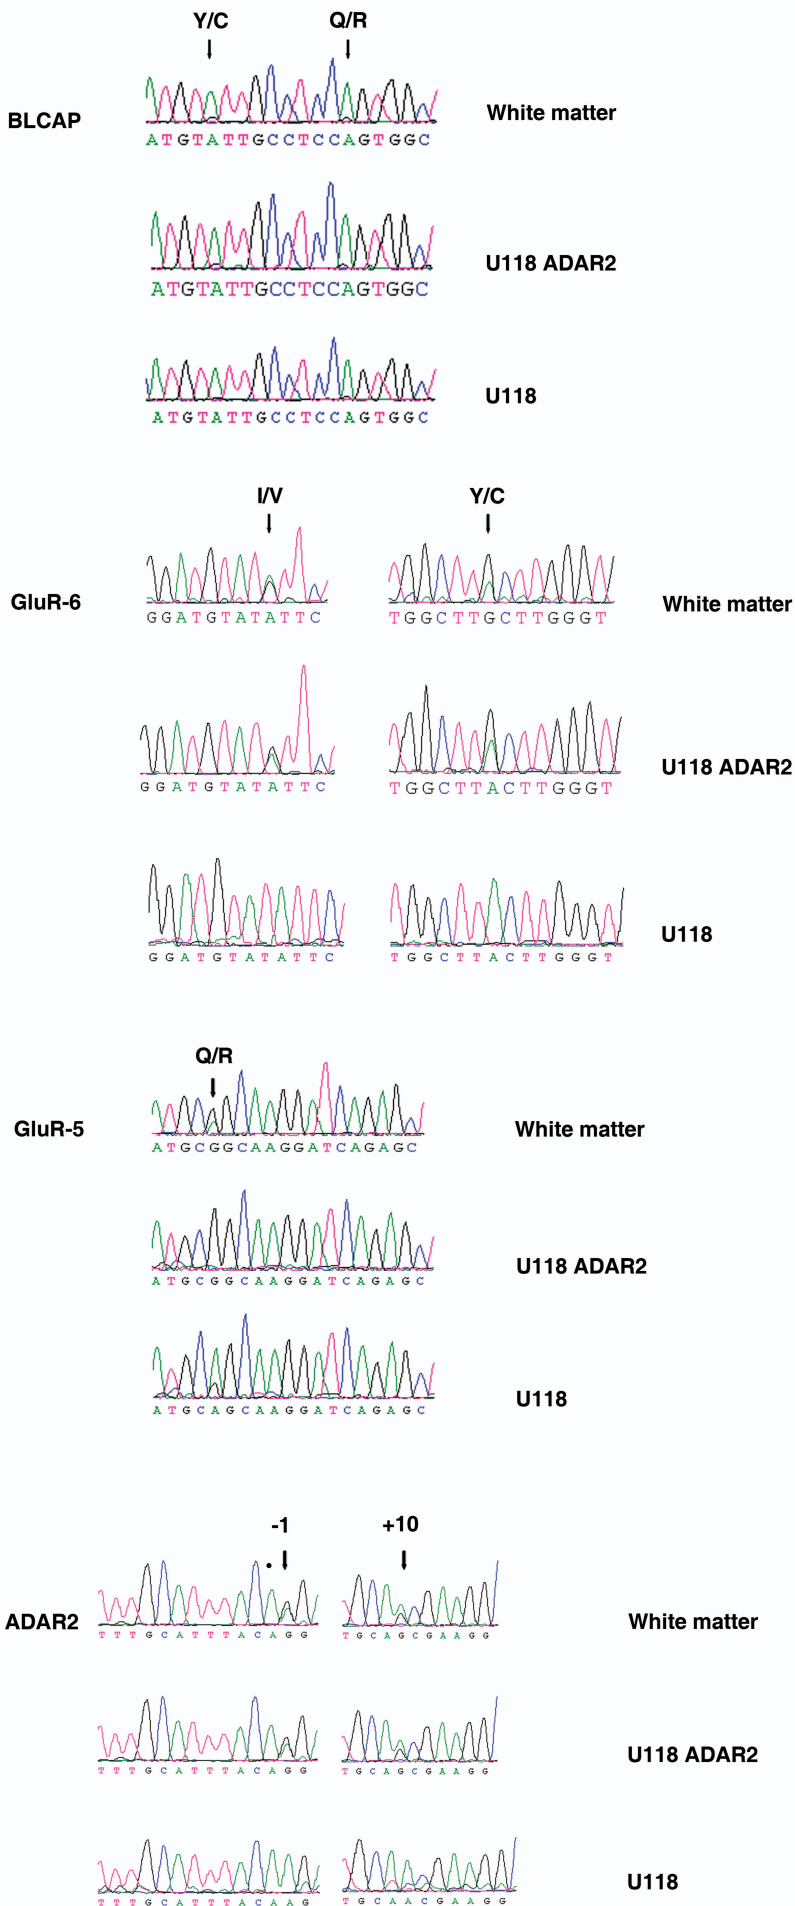 Y/C Q/R
BLCAP
White matter
ATGTATTGCCTCCAGTGGC
U118 ADAR2
ATGTATTGCCTCCAGTGGC
U118
ATGTATTGCCTCCAGTGGC
I/V Y/C
GluR-6
White matter
GGATGTATATTC TGGCTTGCTTGGGT
U118 ADAR2
GGATGTATATTC TGGCTTACTTGGGT
U118
GGATGTATATTC TGGCTTACTTGGGT
Q/R
GluR-5
White matter
ATGCGGCAAGGATCAGAGC
U118 ADAR2
ATGCGGCAAGGATCAGAGC
U118
ATGCAGCAAGGATCAGAGC
-1 +10
ADAR2
White matter
TTTGCATTTACAGG TGCAGCGAAGG
U118 ADAR2
TTTGCATTTACAGG TGCAGCGAAGG
U118
TTTGCATTTACAAG TGCAACGAAGG